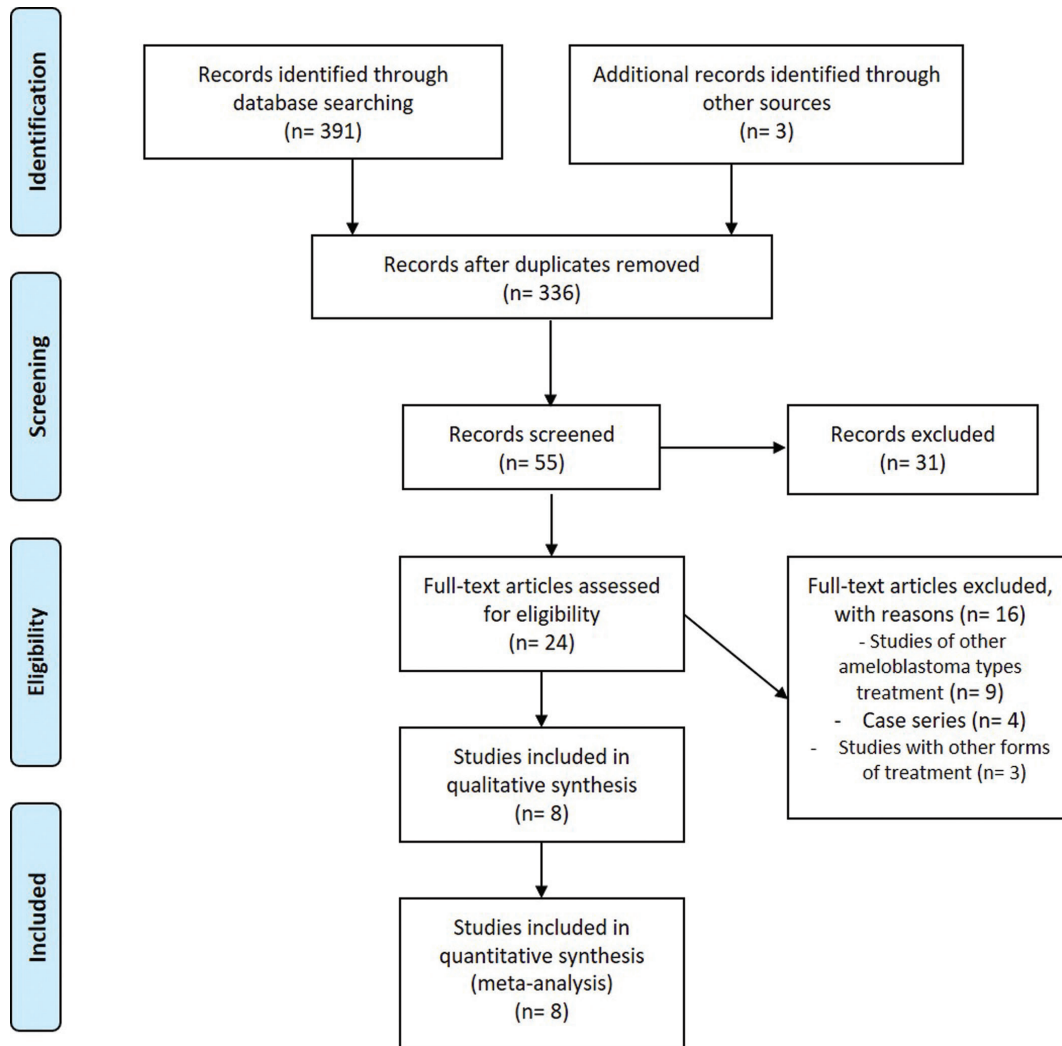 Identification
Records identified through
database searching
(n= 391)
Additional records identified through
other sources
(n= 3)
Records after duplicates removed
(n= 336)
Screening
Records screened
(n= 55)
Records excluded
(n= 31)
Eligibility
Full-text articles assessed
for eligibility
(n= 24)
Full-text articles excluded,
with reasons (n= 16)
- Studies of other
ameloblastoma types
treatment (n= 9)
- Case series (n= 4)
- Studies with other forms
of treatment (n= 3)
Studies included in
qualitative synthesis
(n= 8)
Included
Studies included in
quantitative synthesis
(meta-analysis)
(n= 8)